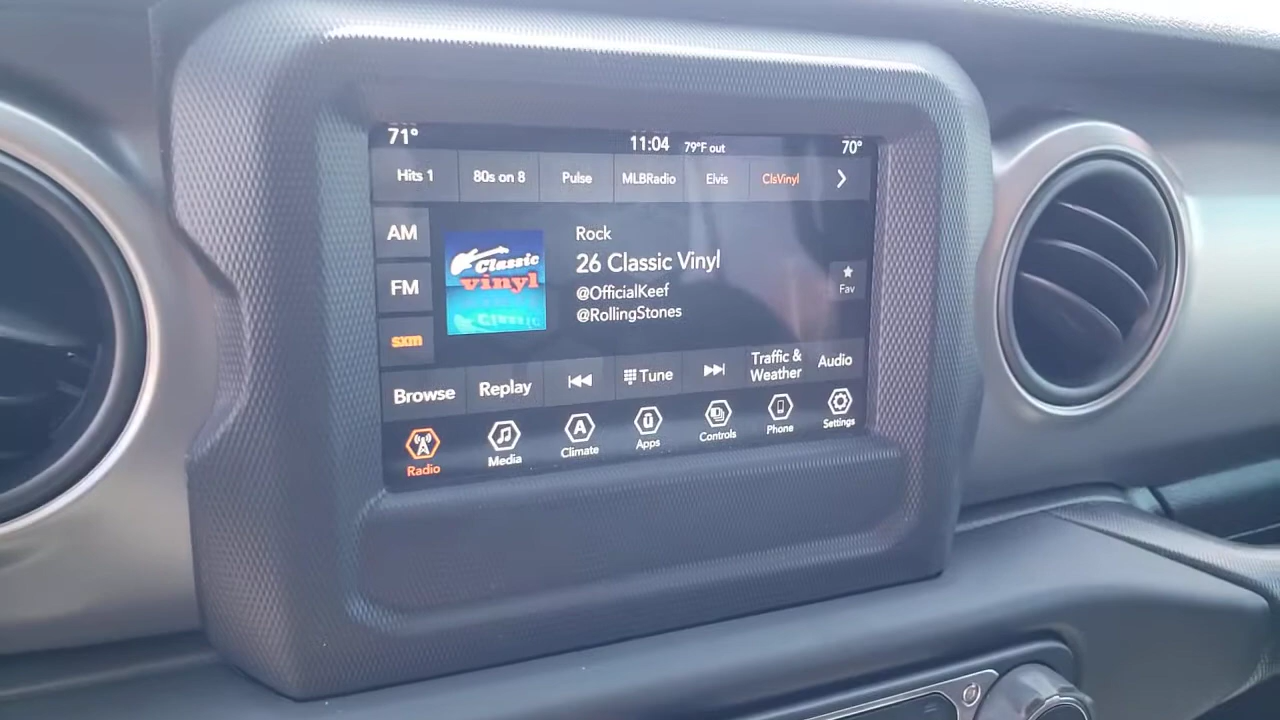 71° 11:04 79°F out 70°
Hits 1 80s on 8 Pulse MLBRadio Elvis ClsVinyl
AM
FM
sxm
Classic
vinyl
Classic
Rock
26 Classic Vinyl
@OfficialKeef
@RollingStones
Fav
Browse Replay Tune Traffic & Weather Audio
Radio Media A Climate Apps Controls Phone Settings